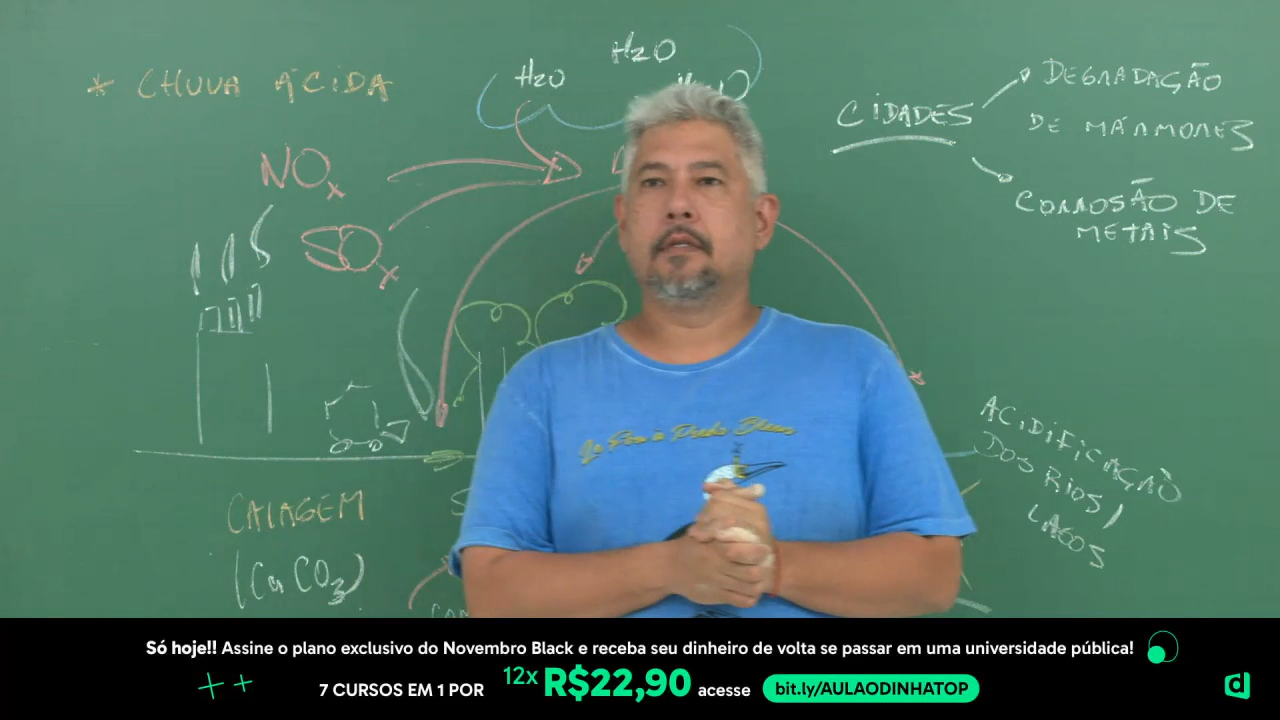 * CHUVA ÁCIDA
H2O
H2O
CIDADES
DEGRADAÇÃO
DE MÁRMORES
NOx
SOx
CORROSÃO DE
METAIS
ACIDIFICAÇÃO
DOS RIOS/
LAGOS
CALAGEM
(CaCO3)
Só hoje!! Assine o plano exclusivo do Novembro Black e receba seu dinheiro de volta se passar em uma universidade pública!
7 CURSOS EM 1 POR 12x R$22,90 acesse bit.ly/AULAODINHATOP
d